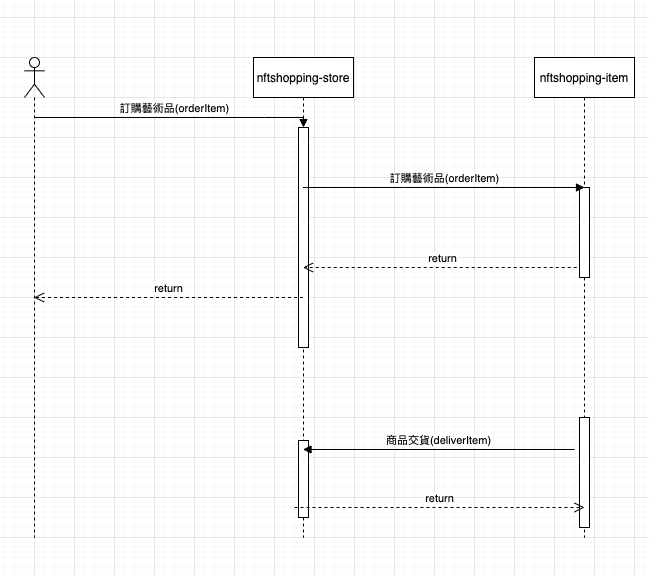 nftshopping-store
nftshopping-item
訂購藝術品(orderItem)
訂購藝術品(orderItem)
return
return
商品交貨(deliverItem)
return